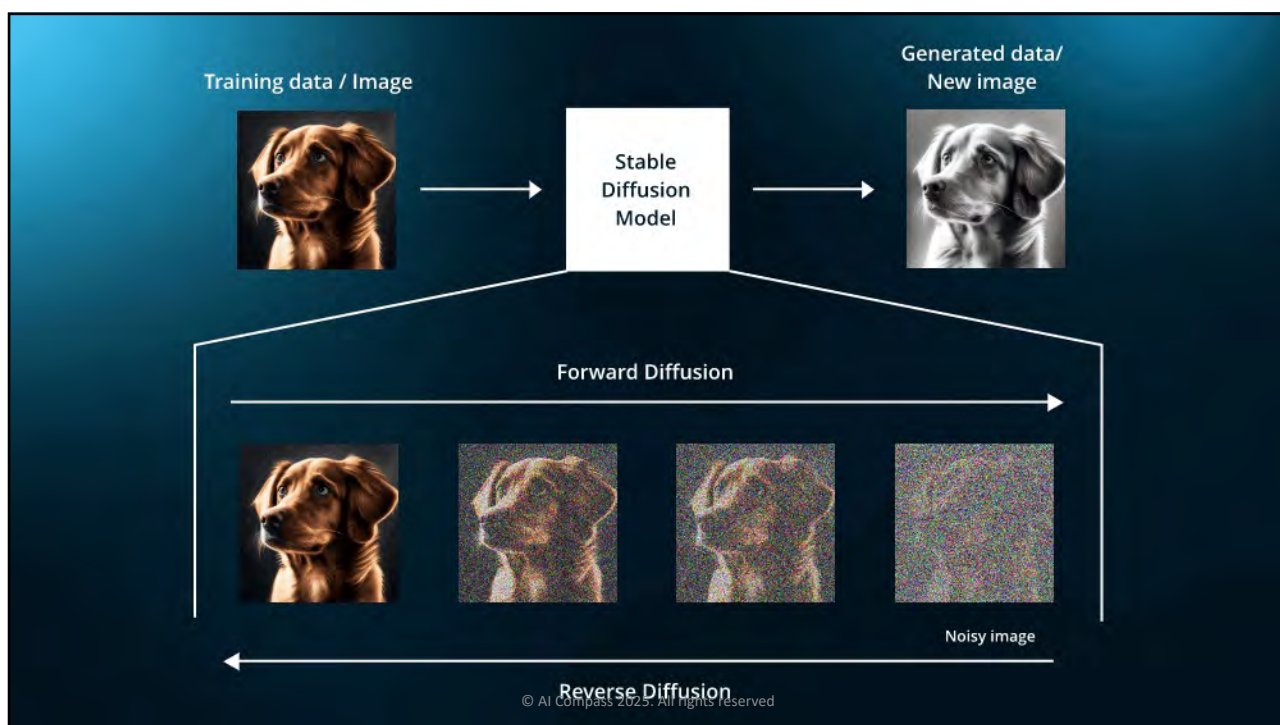 Training data / Image
Generated data/
New image
Stable
Diffusion
Model
Forward Diffusion
Noisy image
Reverse Diffusion
© AI Compass 2025. All rights reserved